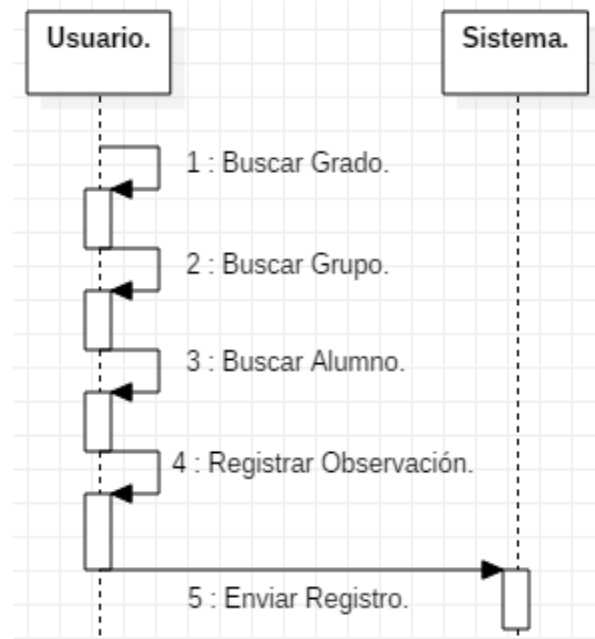 Usuario.
Sistema.
1 : Buscar Grado.
2 : Buscar Grupo.
3 : Buscar Alumno.
4 : Registrar Observación.
5 : Enviar Registro.